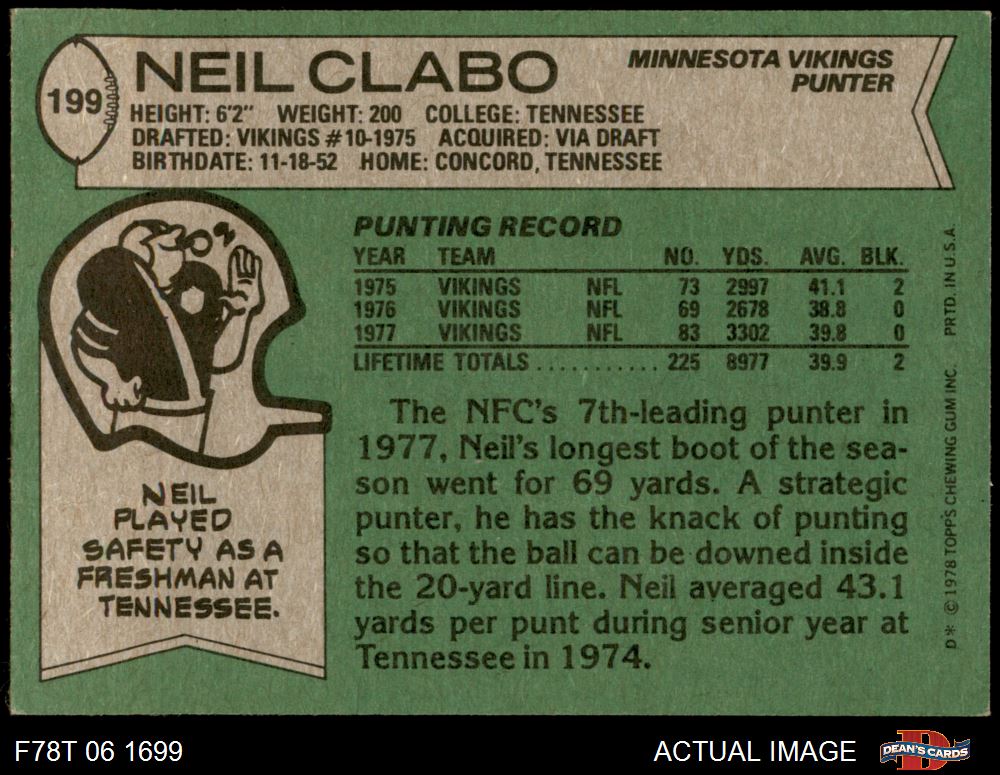 199
NEIL CLABO
MINNESOTA VIKINGS
PUNTER
HEIGHT: 6'2" WEIGHT: 200 COLLEGE: TENNESSEE
DRAFTED: VIKINGS #10-1975 ACQUIRED: VIA DRAFT
BIRTHDATE: 11-18-52 HOME: CONCORD, TENNESSEE
PUNTING RECORD
YEAR TEAM NO. YDS. AVG. BLK.
1975 VIKINGS NFL 73 2997 41.1 2
1976 VIKINGS NFL 69 2678 38.8 0
1977 VIKINGS NFL 83 3302 39.8 0
LIFETIME TOTALS ........... 225 8977 39.9 2
The NFC's 7th-leading punter in
1977, Neil's longest boot of the sea-
son went for 69 yards. A strategic
punter, he has the knack of punting
so that the ball can be downed inside
the 20-yard line. Neil averaged 43.1
yards per punt during senior year at
Tennessee in 1974.
NEIL
PLAYED
SAFETY AS A
FRESHMAN AT
TENNESSEE.
D* © 1978 TOPPS CHEWING GUM INC. PRTD. IN U.S.A.
F78T 06 1699
ACTUAL IMAGE
D
DEAN'S CARDS